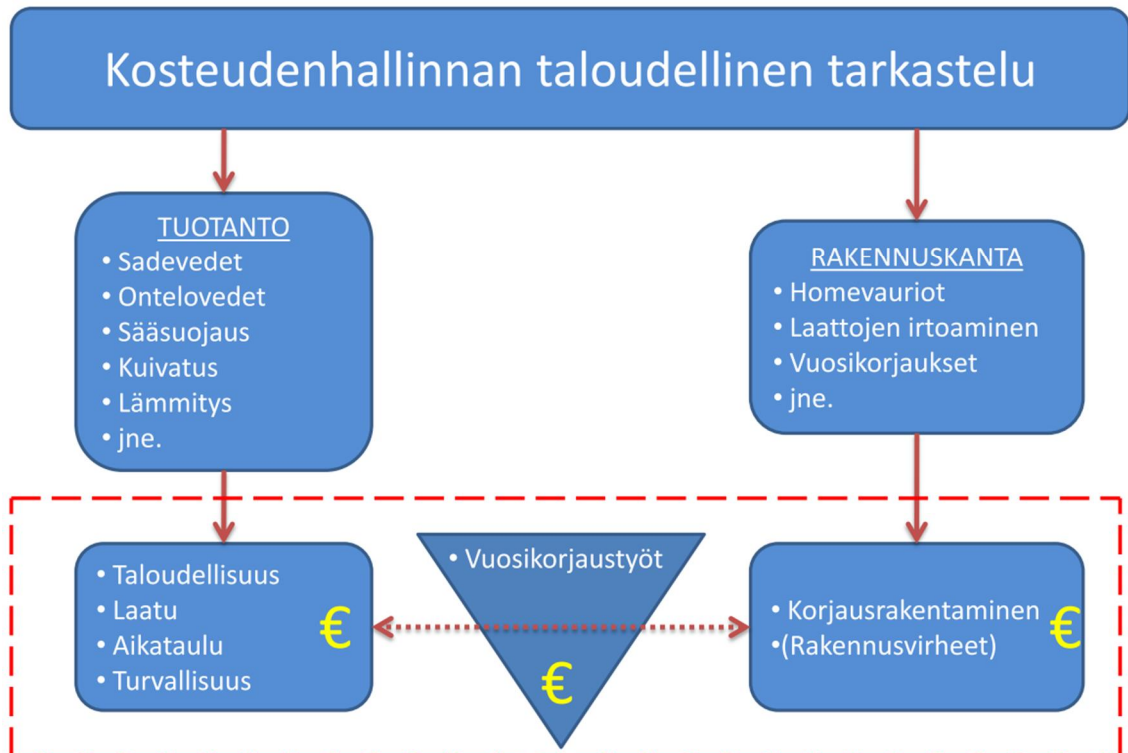 Kosteudenhallinnan taloudellinen tarkastelu
TUOTANTO
• Sadevedet
• Ontelovedet
• Sääsuojaus
• Kuivatus
• Lämmitys
• jne.
RAKENNUSKANTA
• Homevauriot
• Laattojen irtoaminen
• Vuosikorjaukset
• jne.
• Taloudellisuus
• Laatu
• Aikataulu
• Turvallisuus
€
• Vuosikorjaustyöt
€
• Korjausrakentaminen
•(Rakennusvirheet)
€